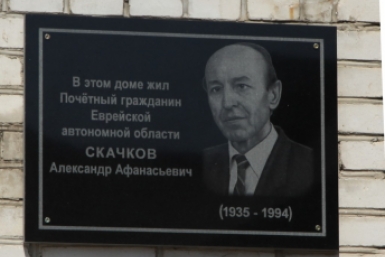 В этом доме жил
Почётный гражданин
Еврейской
автономной области
СКАЧКОВ
Александр Афанасьевич
(1935 - 1994)